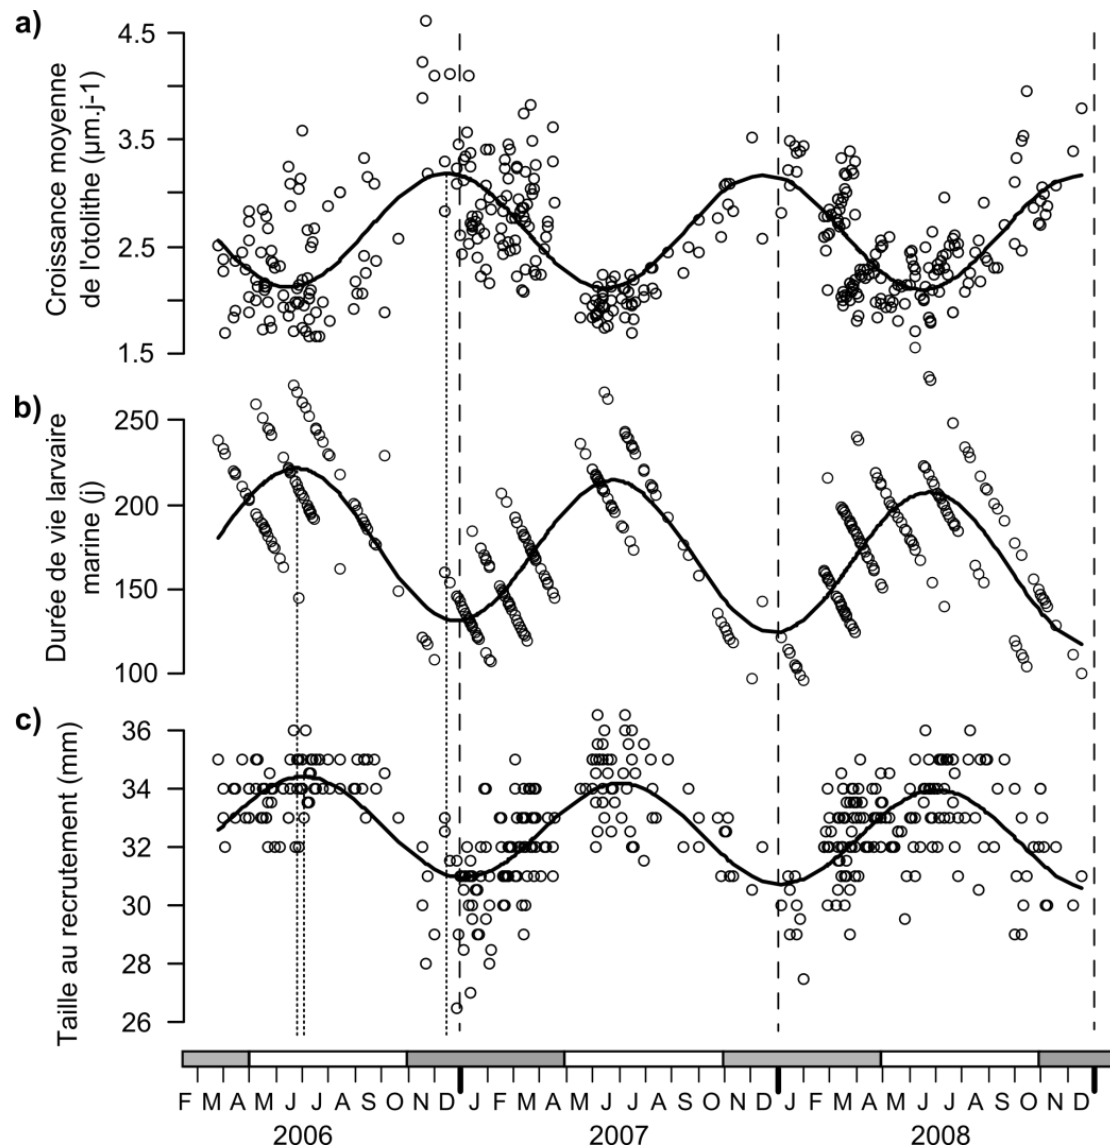 a)
Croissance moyenne
de l'otolithe (µm.j-1)
4.5
3.5
2.5
1.5
b)
Durée de vie larvaire
marine (j)
250
200
150
100
c)
Taille au recrutement (mm)
36
34
32
30
28
26
F M A M J J A S O N D J F M A M J J A S O N D J F M A M J J A S O N D
2006 2007 2008